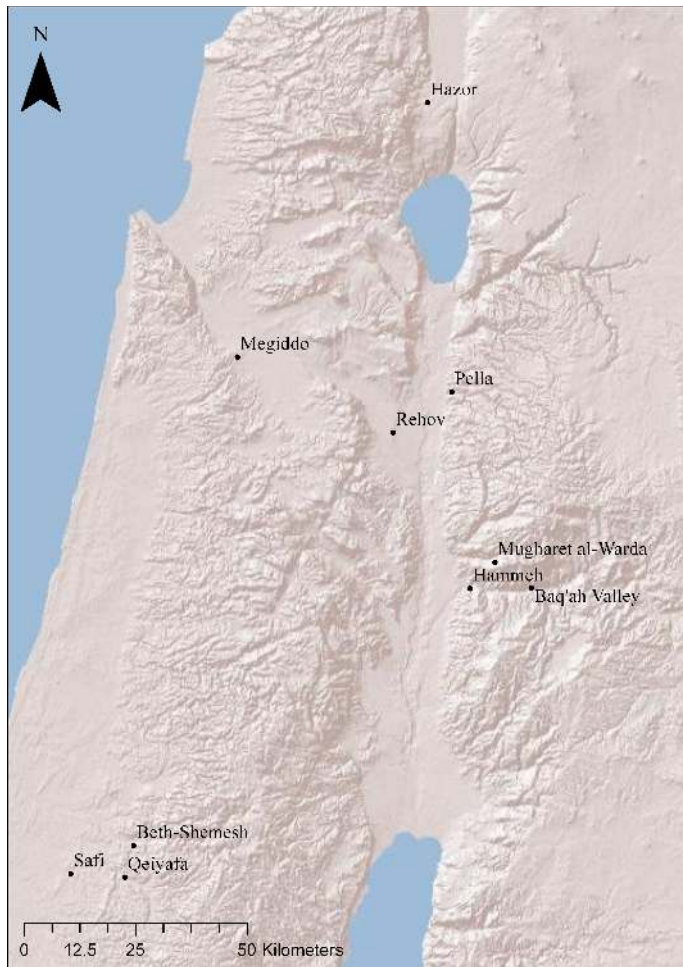 N
Hazor
Megiddo
Pella
Rehov
Mugharet al-Warda
Hammeh
Baq'ah Valley
Beth-Shemesh
Safi
Qeiyafa
0 12.5 25 50 Kilometers